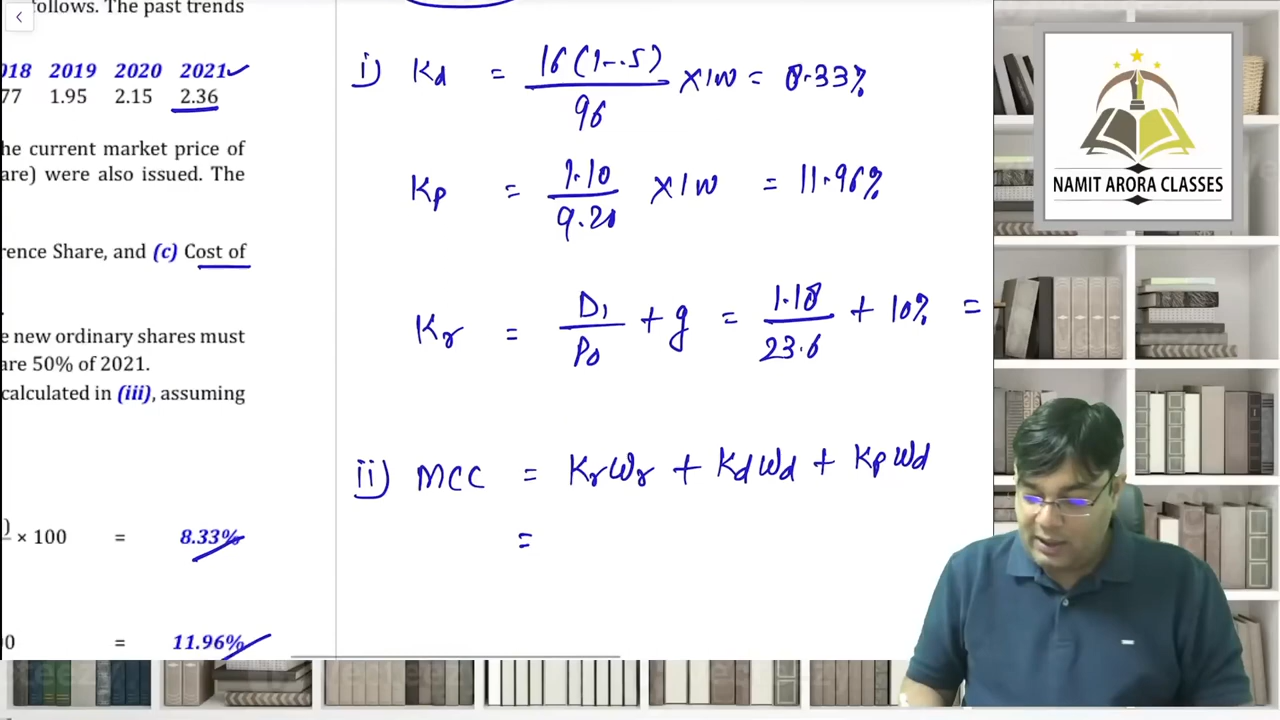 follows. The past trends
018 2019 2020 2021
77 1.95 2.15 2.36
he current market price of
are) were also issued. The
rence Share, and (c) Cost of
e new ordinary shares must
are 50% of 2021.
calculated in (iii), assuming
) × 100 = 8.33%
0 = 11.96%
i) Kd = 16(1-.5) / 96 × 100 = 8.33%
Kp = 1.10 / 9.20 × 100 = 11.96%
Kr = D1 / P0 + g = 1.18 / 23.6 + 10% =
ii) MCC = KrWr + KdWd + KpWd
=
NAMIT ARORA CLASSES